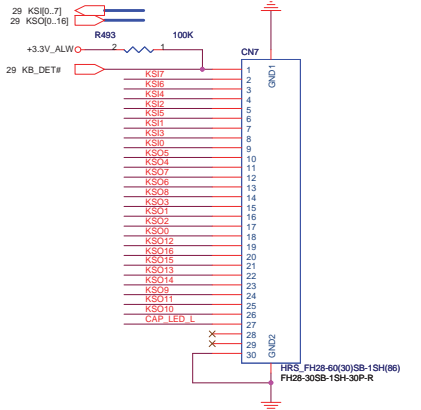 29 KSI[0..7]
29 KSO[0..16]
R493 100K
+3.3V_ALW 2 1
CN7
29 KB_DET# 1
GND1
KSI7 2
KSI6 3
KSI4 4
KSI2 5
KSI5 6
KSI1 7
KSI3 8
KSI0 9
KSO5 10
KSO4 11
KSO7 12
KSO6 13
KSO8 14
KSO3 15
KSO1 16
KSO2 17
KSO0 18
KSO12 19
KSO16 20
KSO15 21
KSO13 22
KSO14 23
KSO9 24
KSO11 25
KSO10 26
CAP_LED_L 27
28
29
30
GND2
HRS_FH28-60(30)SB-1SH(86)
FH28-30SB-1SH-30P-R